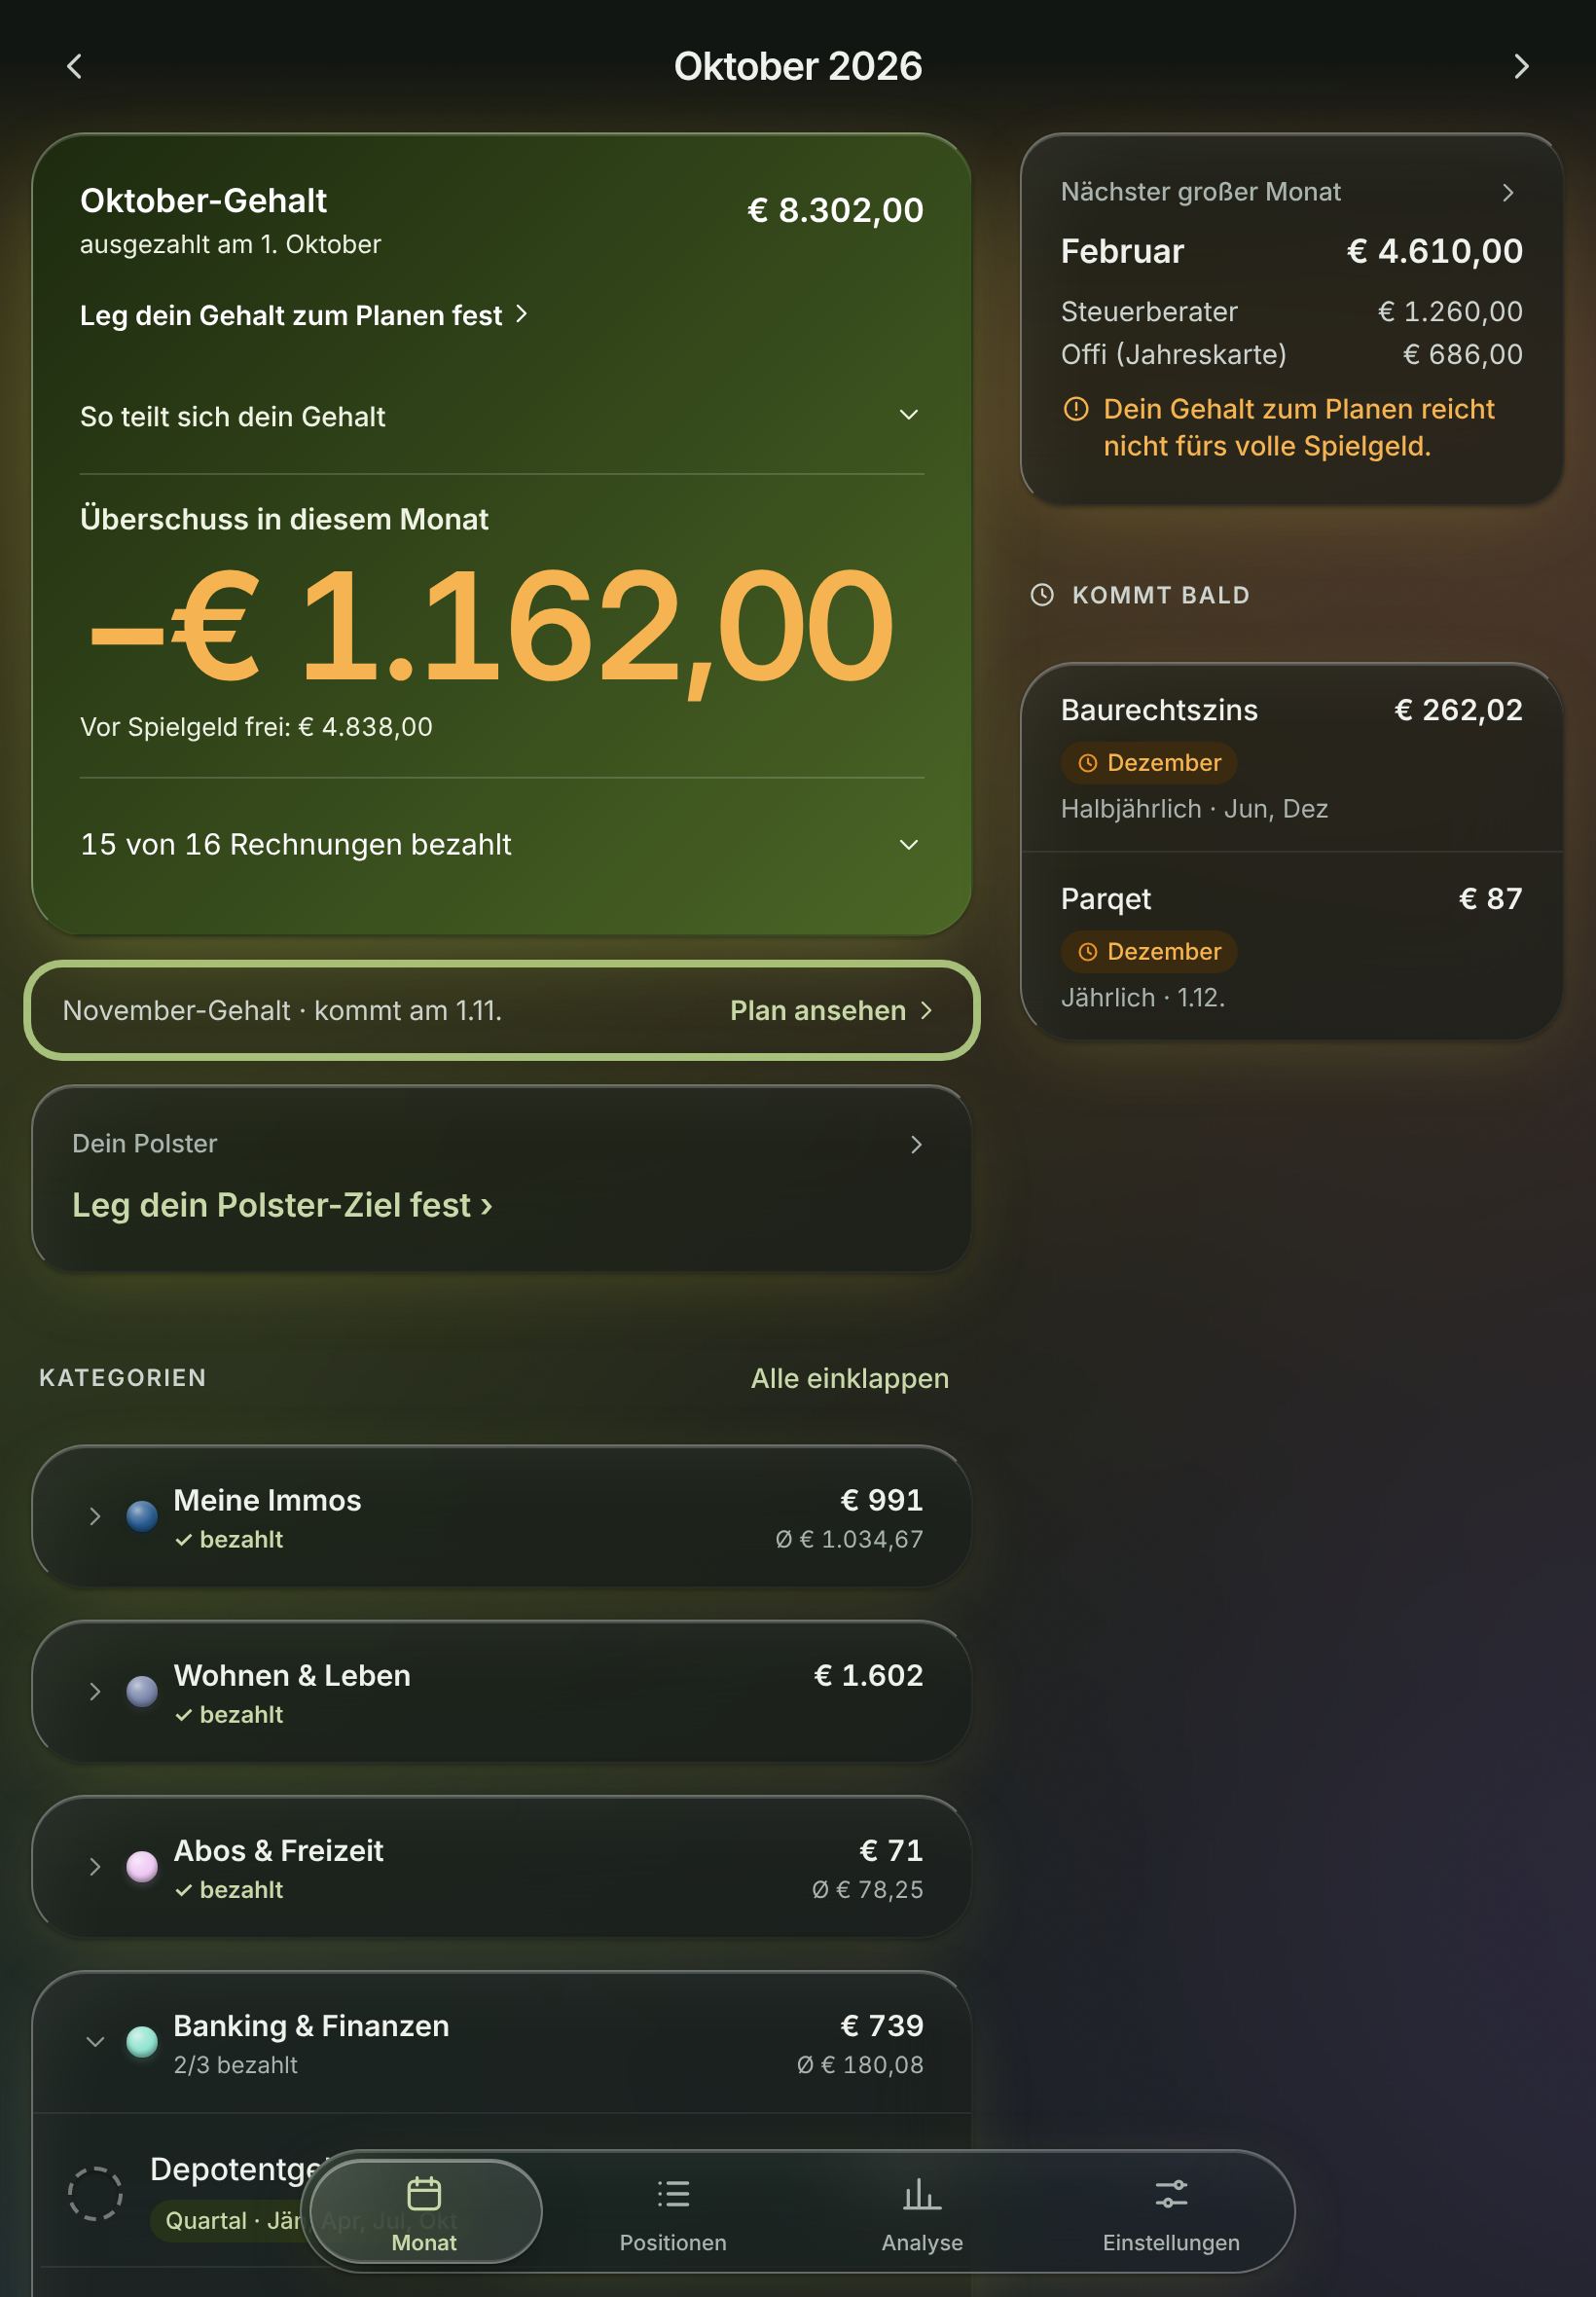 Oktober 2026
Oktober-Gehalt
€ 8.302,00
ausgezahlt am 1. Oktober
Leg dein Gehalt zum Planen fest
So teilt sich dein Gehalt
Überschuss in diesem Monat
–€ 1.162,00
Vor Spielgeld frei: € 4.838,00
15 von 16 Rechnungen bezahlt
November-Gehalt · kommt am 1.11.
Plan ansehen
Dein Polster
Leg dein Polster-Ziel fest ›
KATEGORIEN
Alle einklappen
Meine Immos
€ 991
✓ bezahlt
Ø € 1.034,67
Wohnen & Leben
€ 1.602
✓ bezahlt
Abos & Freizeit
€ 71
✓ bezahlt
Ø € 78,25
Banking & Finanzen
€ 739
2/3 bezahlt
Ø € 180,08
Quartal · Jän, Apr, Jul, Okt
Nächster großer Monat
Februar
€ 4.610,00
Steuerberater
€ 1.260,00
Offi (Jahreskarte)
€ 686,00
Dein Gehalt zum Planen reicht
nicht fürs volle Spielgeld.
KOMMT BALD
Baurechtszins
€ 262,02
Dezember
Halbjährlich · Jun, Dez
Parqet
€ 87
Dezember
Jährlich · 1.12.
Monat
Positionen
Analyse
Einstellungen